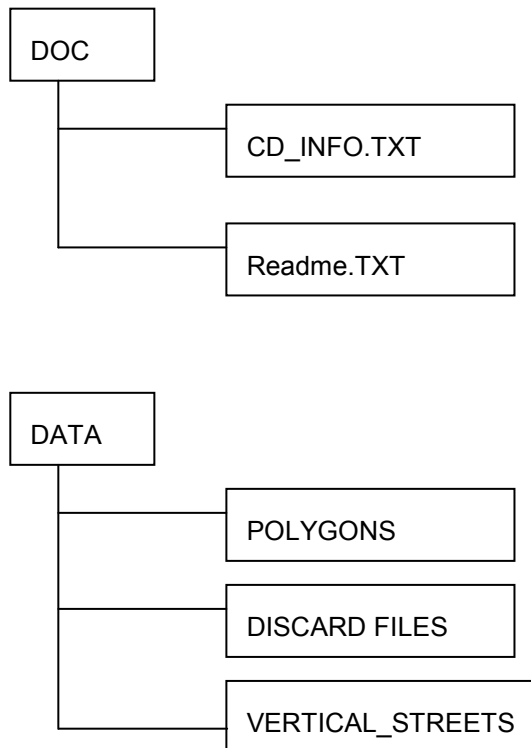 DOC
CD_INFO.TXT
Readme.TXT
DATA
POLYGONS
DISCARD FILES
VERTICAL_STREETS